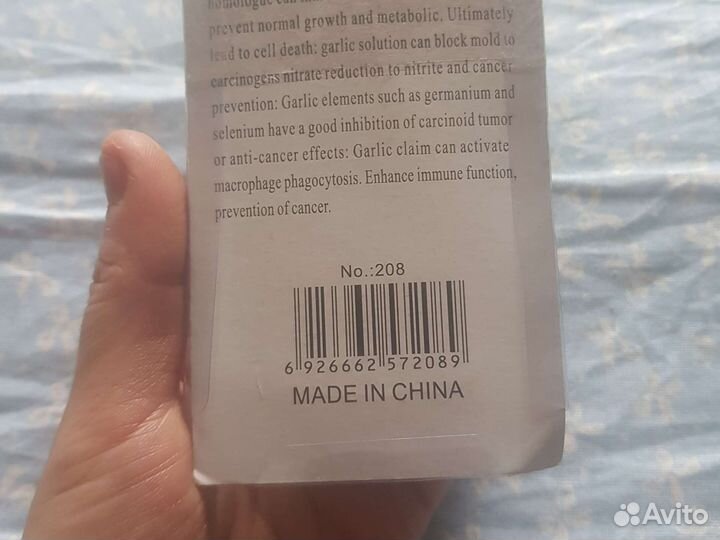 homologue can
prevent normal growth and metabolic. Ultimately
lead to cell death: garlic solution can block mold to
carcinogens nitrate reduction to nitrite and cancer
prevention: Garlic elements such as germanium and
selenium have a good inhibition of carcinoid tumor
or anti-cancer effects: Garlic claim can activate
macrophage phagocytosis. Enhance immune function,
prevention of cancer.
No.:208
6 926662 572089
MADE IN CHINA
Avito